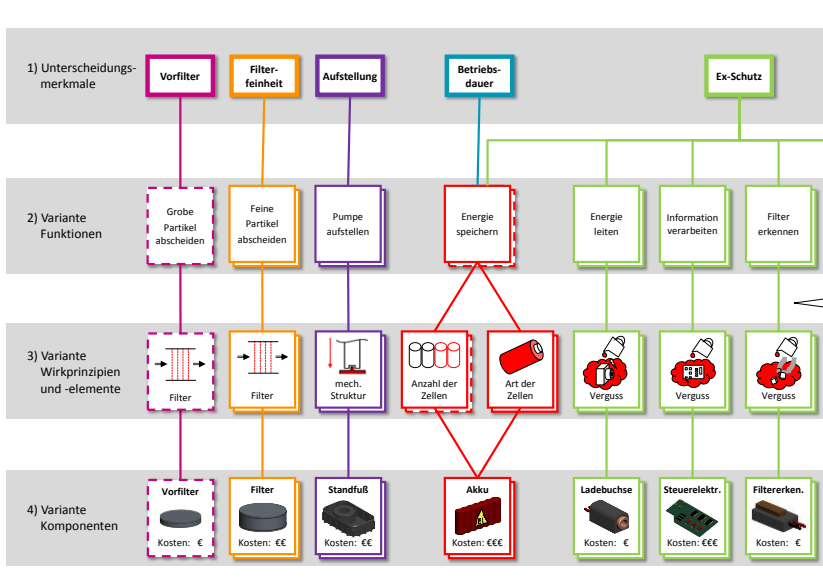 1) Unterscheidungs-
merkmale
Vorfilter
Filter-
feinheit
Aufstellung
Betriebs-
dauer
Ex-Schutz
2) Variante
Funktionen
Grobe
Partikel
abscheiden
Feine
Partikel
abscheiden
Pumpe
aufstellen
Energie
speichern
Energie
leiten
Information
verarbeiten
Filter
erkennen
3) Variante
Wirkprinzipien
und -elemente
Filter
Filter
mech.
Struktur
Anzahl der
Zellen
Art der
Zellen
Verguss
Verguss
Verguss
4) Variante
Komponenten
Vorfilter
Kosten: €
Filter
Kosten: €€
Standfuß
Kosten: €€
Akku
Kosten: €€€
Ladebuchse
Kosten: €
Steuerelektr.
Kosten: €€€
Filtererken.
Kosten: €